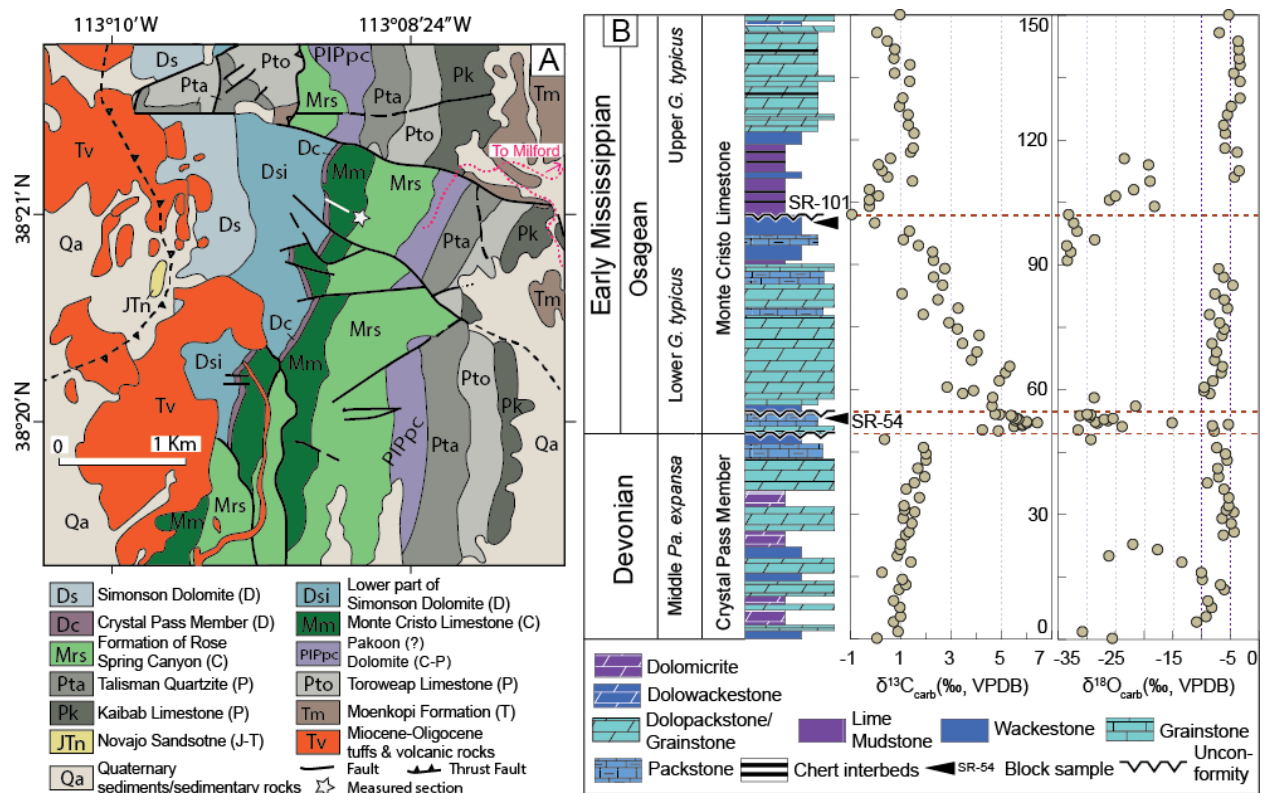 113°10′W
113°08′24″W
A
38°21′N
38°20′N
Ds
Pta
Pto
PIPpc
Mrs
Pta
Pk
Tm
Pto
Tv
Dc
To Milford
Mm
Mrs
Dsi
Ds
Qa
Pta
Pto
Pk
JTn
Tm
Dc
Mrs
Mm
Dsi
Tv
Pto
Pk
PIPpc
Pta
Qa
0
1 Km
Mrs
Qa
Mm
Ds Simonson Dolomite (D)
Dsi Lower part of
Simonson Dolomite (D)
Dc Crystal Pass Member (D)
Mm Monte Cristo Limestone (C)
Mrs Formation of Rose
Spring Canyon (C)
PIPpc Pakoon (?)
Dolomite (C-P)
Pta Talisman Quartzite (P)
Pto Toroweap Limestone (P)
Pk Kaibab Limestone (P)
Tm Moenkopi Formation (T)
JTn Novajo Sandsotne (J-T)
Tv Miocene-Oligocene
tuffs & volcanic rocks
Qa Quaternary
sediments/sedimentary rocks
Fault
Thrust Fault
Measured section
B
Early Mississippian
Osagean
Upper G. typicus
Lower G. typicus
Monte Cristo Limestone
Devonian
Middle Pa. expansa
Crystal Pass Member
SR-101
SR-54
150
120
90
60
30
0
-1 1 3 5 7
δ¹³Ccarb(‰, VPDB)
-35 -25 -15 -5 0
δ¹⁸Ocarb(‰, VPDB)
Dolomicrite
Dolowackestone
Dolopackstone/
Grainstone
Lime
Mudstone
Wackestone
Grainstone
Packstone
Chert interbeds
SR-54 Block sample
Uncon-
formity